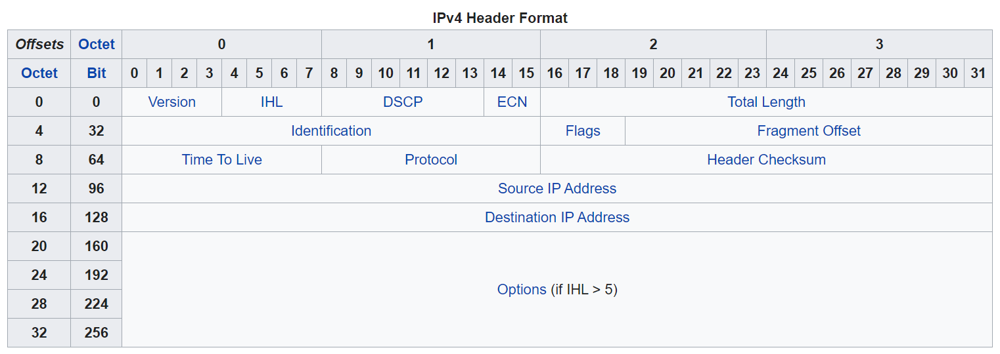 IPv4 Header Format
Offsets Octet 0 1 2 3
Octet Bit 0 1 2 3 4 5 6 7 8 9 10 11 12 13 14 15 16 17 18 19 20 21 22 23 24 25 26 27 28 29 30 31
0 0 Version IHL DSCP ECN Total Length
4 32 Identification Flags Fragment Offset
8 64 Time To Live Protocol Header Checksum
12 96 Source IP Address
16 128 Destination IP Address
20 160
24 192
Options (if IHL > 5)
28 224
32 256